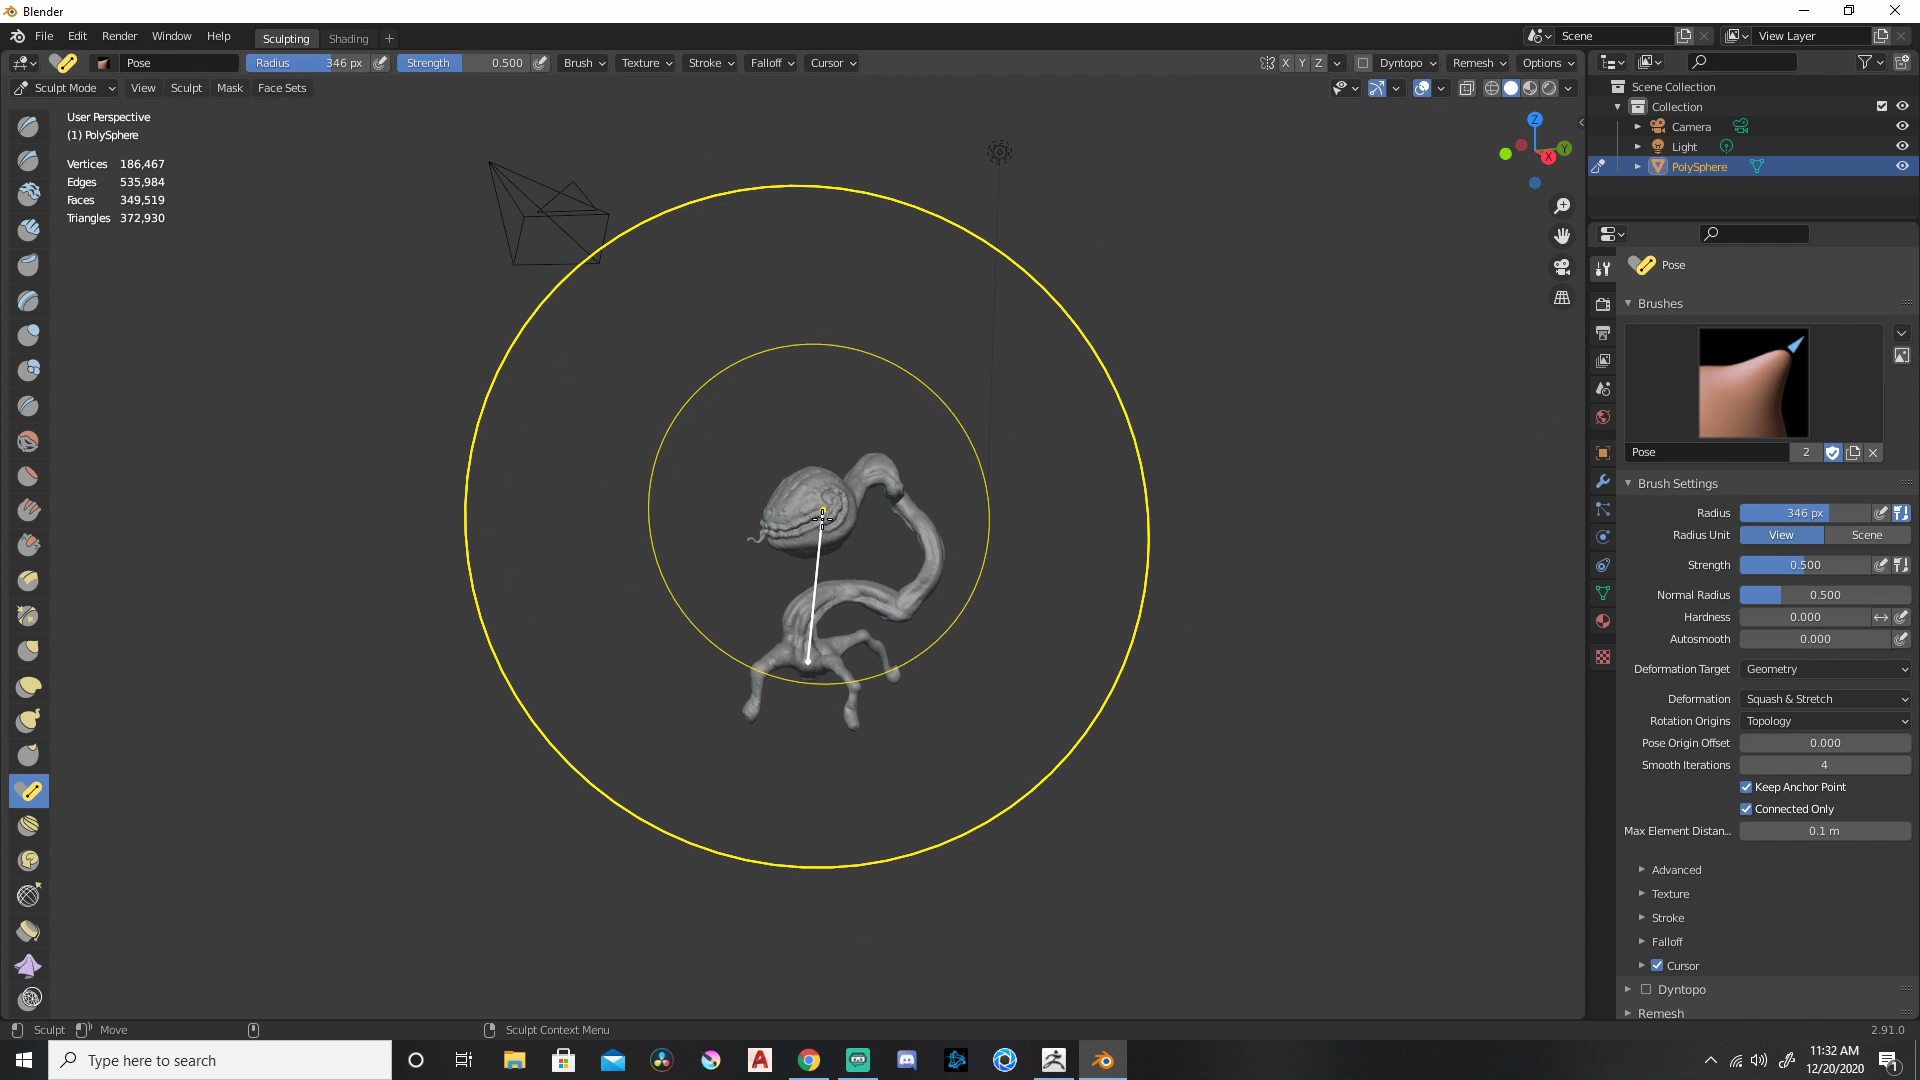 Blender
File Edit Render Window Help Sculpting Shading + Scene View Layer
Pose Radius 346 px Strength 0.500 Brush Texture Stroke Falloff Cursor X Y Z Dyntopo Remesh Options
Sculpt Mode View Sculpt Mask Face Sets
User Perspective
(1) PolySphere
Vertices 186,467
Edges 535,984
Faces 349,519
Triangles 372,930
Z
Y
X
Scene Collection
Collection
Camera
Light
PolySphere
Pose
Brushes
Pose 2
Brush Settings
Radius 346 px
Radius Unit View Scene
Strength 0.500
Normal Radius 0.500
Hardness 0.000
Autosmooth 0.000
Deformation Target Geometry
Deformation Squash & Stretch
Rotation Origins Topology
Pose Origin Offset 0.000
Smooth Iterations 4
Keep Anchor Point
Connected Only
Max Element Distan... 0.1 m
Advanced
Texture
Stroke
Falloff
Cursor
Dyntopo
Remesh
Sculpt Move Sculpt Context Menu 2.91.0
Type here to search
11:32 AM
12/20/2020
1